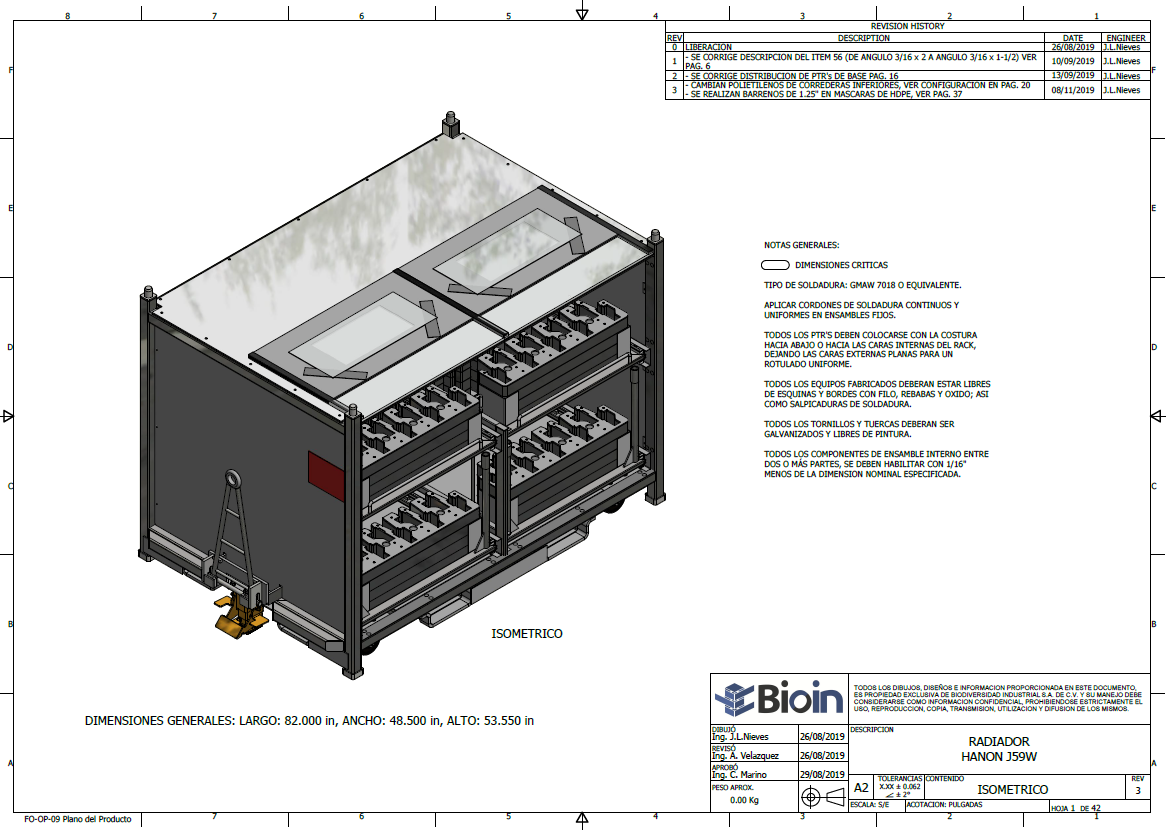 8 7 6 5 4 3 2 1
REVISION HISTORY
REV DESCRIPTION DATE ENGINEER
0 LIBERACION 26/08/2019 J.L.Nieves
1 - SE CORRIGE DESCRIPCION DEL ITEM 56 (DE ANGULO 3/16 x 2 A ANGULO 3/16 x 1-1/2) VER
PAG. 6 10/09/2019 J.L.Nieves
2 - SE CORRIGE DISTRIBUCION DE PTR's DE BASE PAG. 16 13/09/2019 J.L.Nieves
3 - CAMBIAN POLIETILENOS DE CORREDERAS INFERIORES, VER CONFIGURACION EN PAG. 20
- SE REALIZAN BARRENOS DE 1.25" EN MASCARAS DE HDPE, VER PAG. 37 08/11/2019 J.L.Nieves
F F
E E
D D
C C
B B
A A
NOTAS GENERALES:
DIMENSIONES CRITICAS
TIPO DE SOLDADURA: GMAW 7018 O EQUIVALENTE.
APLICAR CORDONES DE SOLDADURA CONTINUOS Y
UNIFORMES EN ENSAMBLES FIJOS.
TODOS LOS PTR'S DEBEN COLOCARSE CON LA COSTURA
HACIA ABAJO O HACIA LAS CARAS INTERNAS DEL RACK,
DEJANDO LAS CARAS EXTERNAS PLANAS PARA UN
ROTULADO UNIFORME.
TODOS LOS EQUIPOS FABRICADOS DEBERAN ESTAR LIBRES
DE ESQUINAS Y BORDES CON FILO, REBABAS Y OXIDO; ASI
COMO SALPICADURAS DE SOLDADURA.
TODOS LOS TORNILLOS Y TUERCAS DEBERAN SER
GALVANIZADOS Y LIBRES DE PINTURA.
TODOS LOS COMPONENTES DE ENSAMBLE INTERNO ENTRE
DOS O MÁS PARTES, SE DEBEN HABILITAR CON 1/16"
MENOS DE LA DIMENSION NOMINAL ESPECIFICADA.
ISOMETRICO
DIMENSIONES GENERALES: LARGO: 82.000 in, ANCHO: 48.500 in, ALTO: 53.550 in
Bioin
TODOS LOS DIBUJOS, DISEÑOS E INFORMACION PROPORCIONADA EN ESTE DOCUMENTO,
ES PROPIEDAD EXCLUSIVA DE BIODIVERSIDAD INDUSTRIAL S.A. DE C.V. Y SU MANEJO DEBE
CONSIDERARSE COMO INFORMACION CONFIDENCIAL, PROHIBIENDOSE ESTRICTAMENTE EL
USO, REPRODUCCION, COPIA, TRANSMISION, UTILIZACION Y DIFUSION DE LOS MISMOS.
DIBUJÓ
Ing. J.L.Nieves 26/08/2019
REVISÓ
Ing. A. Velazquez 26/08/2019
APROBÓ
Ing. C. Marino 29/08/2019
PESO APROX.
0.00 Kg
DESCRIPCION
RADIADOR
HANON J59W
A2
TOLERANCIAS
X.XX ± 0.062
∠ ± 2°
CONTENIDO
ISOMETRICO
REV
3
ESCALA: S/E ACOTACION: PULGADAS HOJA 1 DE 42
FO-OP-09 Plano del Producto
7 6 5 4 3 2 1